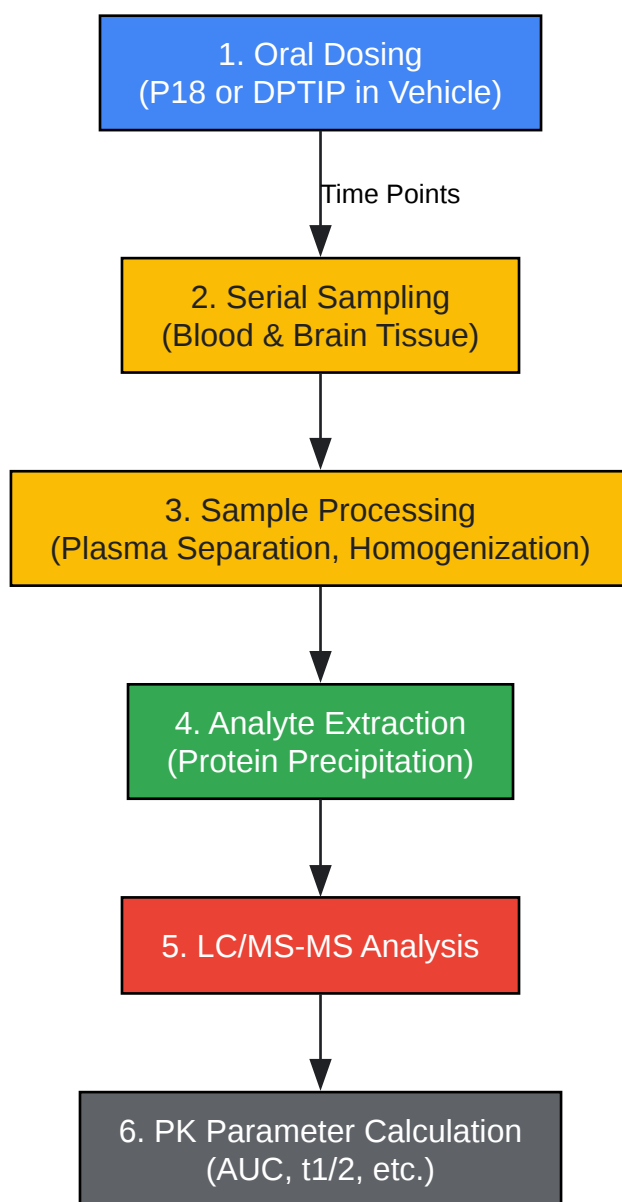 1. Oral Dosing
(P18 or DPTIP in Vehicle)
Time Points
2. Serial Sampling
(Blood & Brain Tissue)
3. Sample Processing
(Plasma Separation, Homogenization)
4. Analyte Extraction
(Protein Precipitation)
5. LC/MS-MS Analysis
6. PK Parameter Calculation
(AUC, t1/2, etc.)